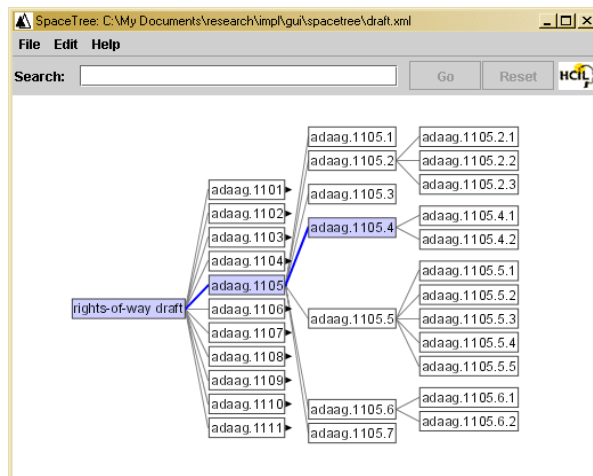 SpaceTree: C:\My Documents\research\impl\gui\spacetree\draft.xml
File Edit Help
Search: Go Reset HCIL
rights-of-way draft
adaag.1101
adaag.1102
adaag.1103
adaag.1104
adaag.1105
adaag.1106
adaag.1107
adaag.1108
adaag.1109
adaag.1110
adaag.1111
adaag.1105.1
adaag.1105.2
adaag.1105.3
adaag.1105.4
adaag.1105.5
adaag.1105.6
adaag.1105.7
adaag.1105.2.1
adaag.1105.2.2
adaag.1105.2.3
adaag.1105.4.1
adaag.1105.4.2
adaag.1105.5.1
adaag.1105.5.2
adaag.1105.5.3
adaag.1105.5.4
adaag.1105.5.5
adaag.1105.6.1
adaag.1105.6.2